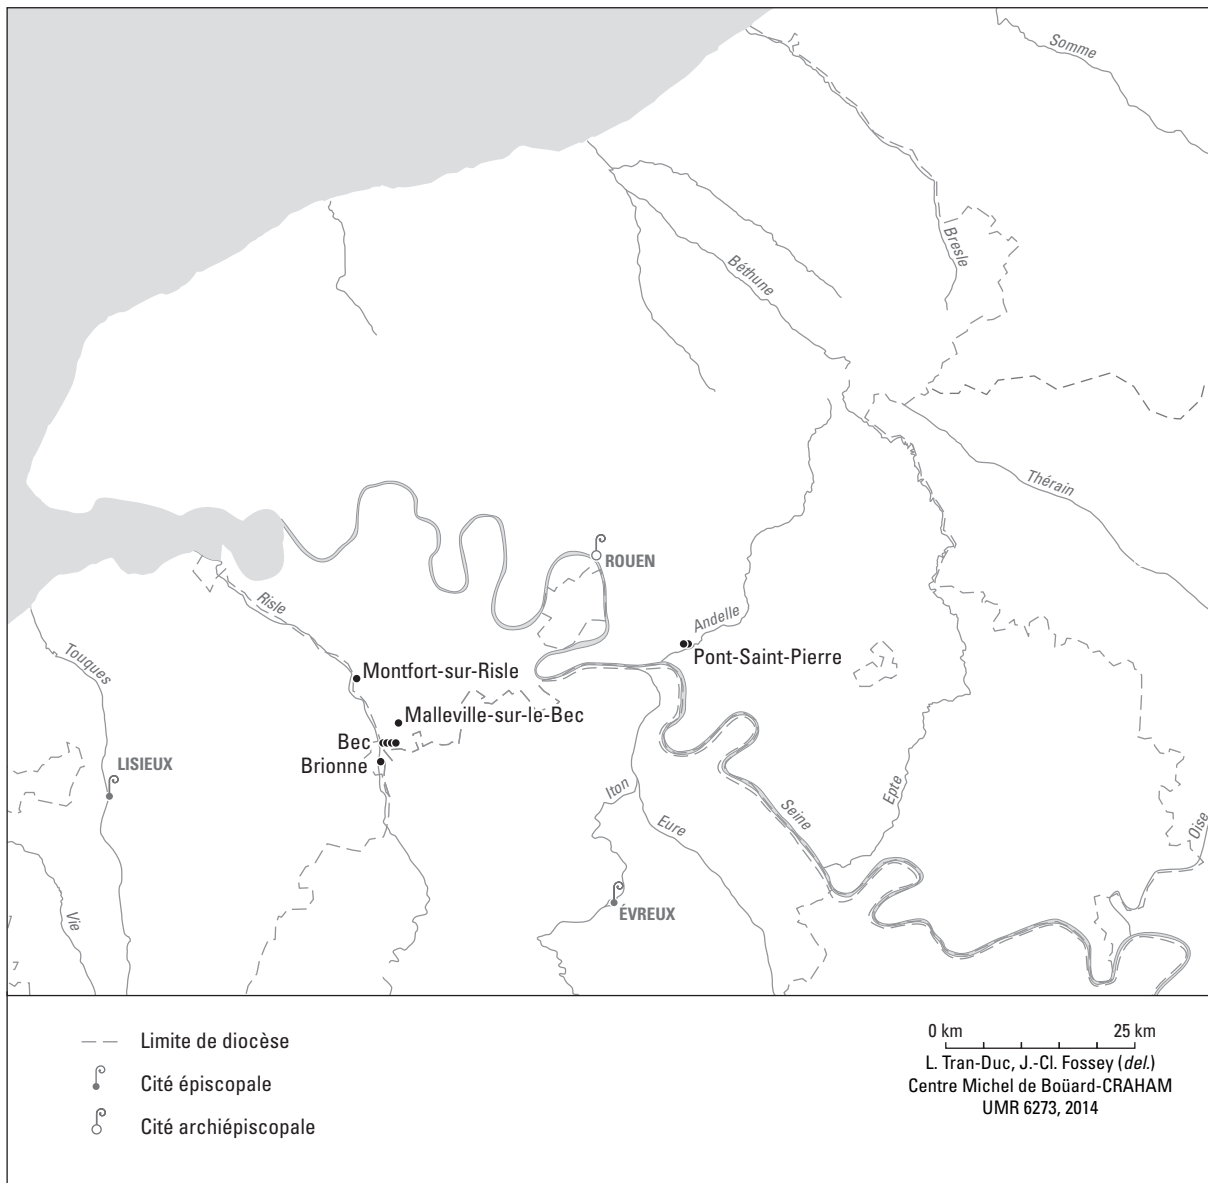 Somme
Bresle
Béthune
Thérain
ROUEN
Risle
Andelle
Touques
Pont-Saint-Pierre
Montfort-sur-Risle
Malleville-sur-le-Bec
Bec
Brionne
LISIEUX
Iton
Epte
Seine
Eure
Oise
ÉVREUX
Vie
Limite de diocèse
Cité épiscopale
Cité archiépiscopale
0 km 25 km
L. Tran-Duc, J.-Cl. Fossey (del.)
Centre Michel de Boüard-CRAHAM
UMR 6273, 2014